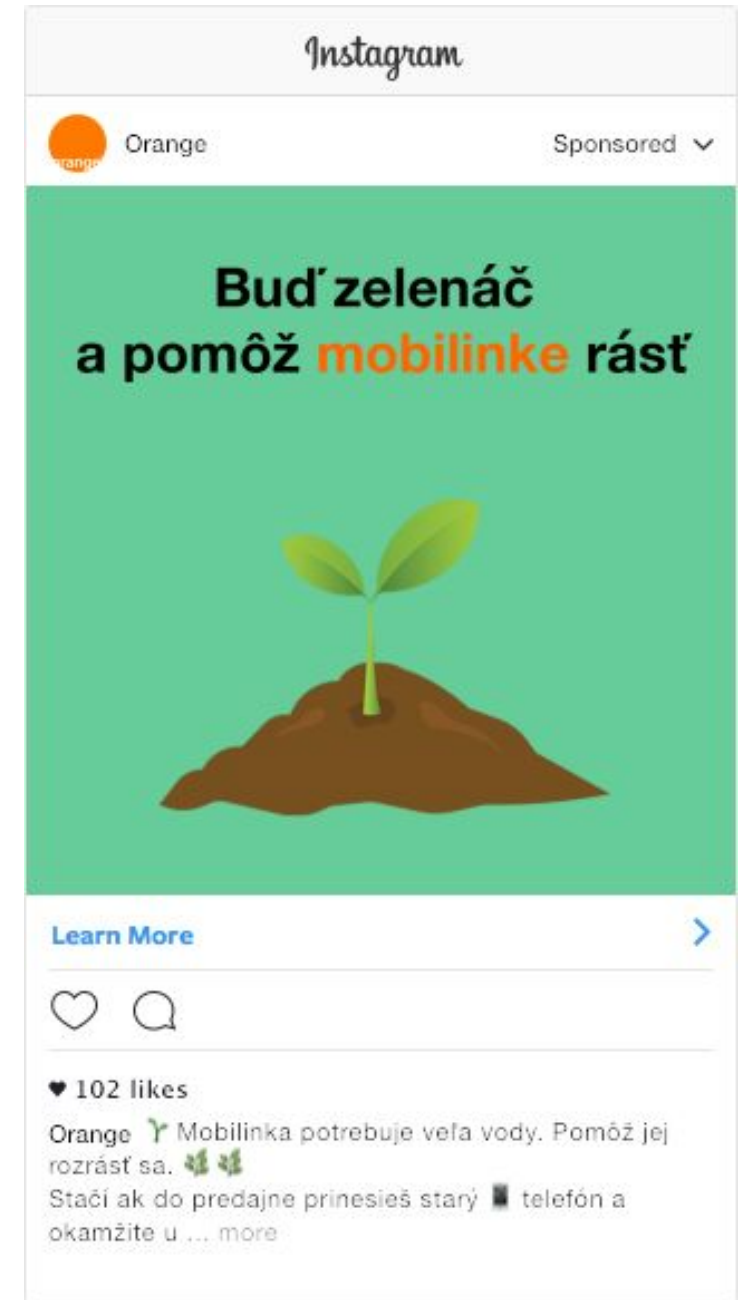 Instagram
orange
Orange
Sponsored
Buď zelenáč
a pomôž mobilinke rásť
Learn More
♥ 102 likes
Orange 🌱 Mobilinka potrebuje veľa vody. Pomôž jej
rozrásť sa. 🌿 🌿
Stačí ak do predajne prinesieš starý 📱 telefón a
okamžite u ... more